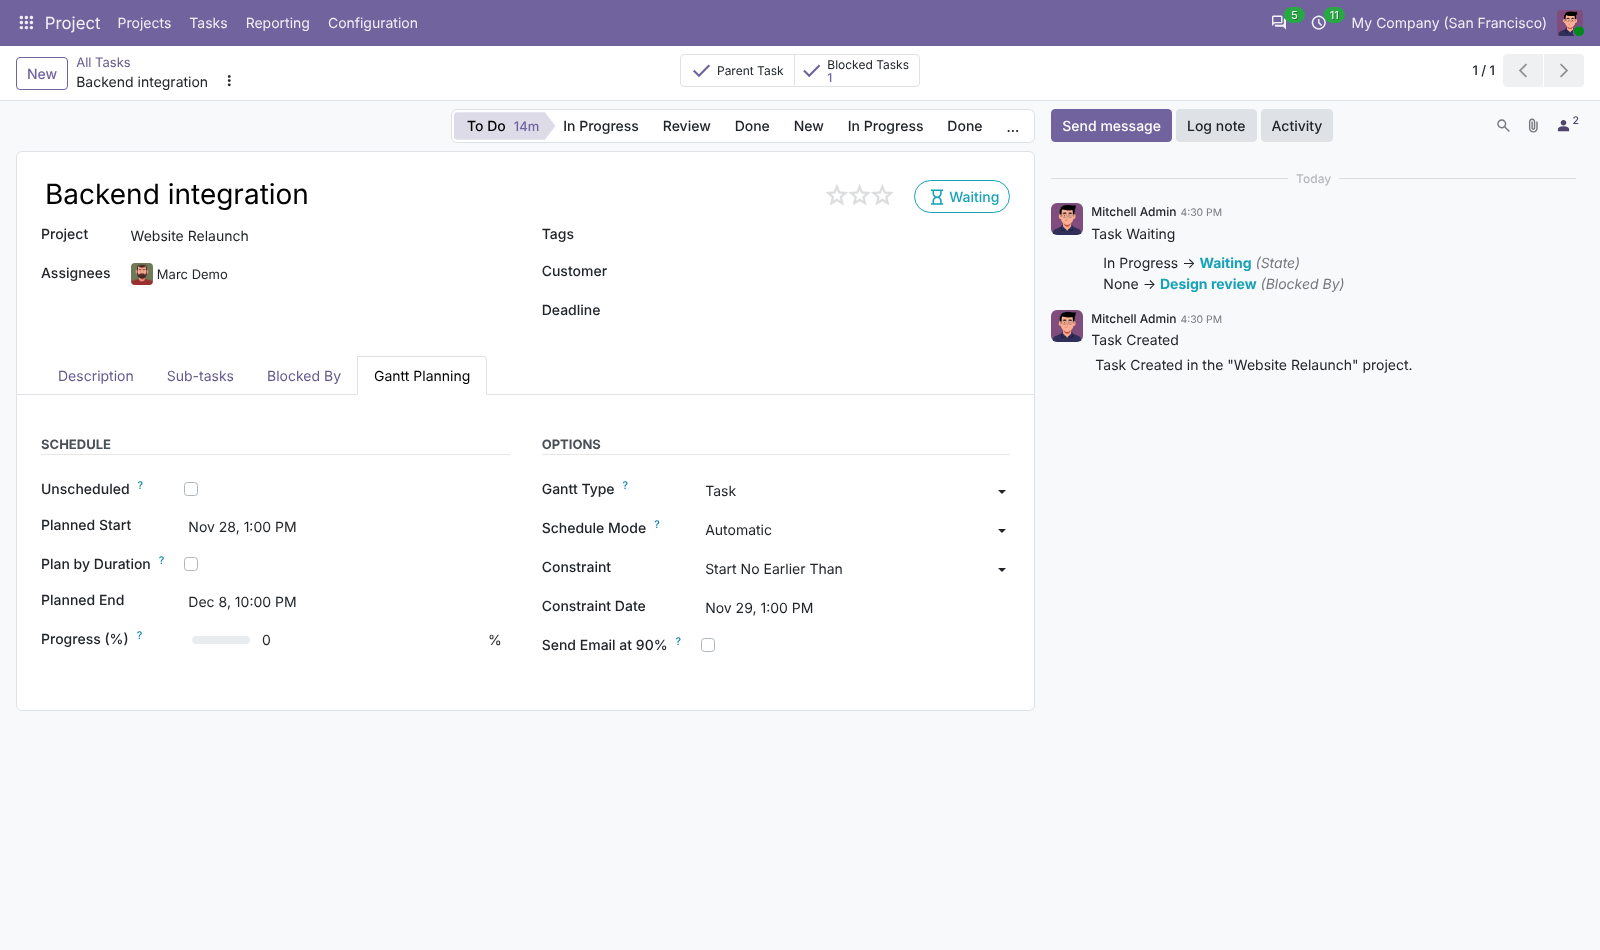 Project Projects Tasks Reporting Configuration 5 11 My Company (San Francisco)
New
All Tasks
Backend integration
Parent Task
Blocked Tasks
1
1 / 1
To Do 14m In Progress Review Done New In Progress Done ...
Send message Log note Activity 2
Backend integration
Waiting
Project Website Relaunch
Assignees Marc Demo
Tags
Customer
Deadline
Description Sub-tasks Blocked By Gantt Planning
SCHEDULE
Unscheduled ?
Planned Start Nov 28, 1:00 PM
Plan by Duration ?
Planned End Dec 8, 10:00 PM
Progress (%) ? 0 %
OPTIONS
Gantt Type ? Task
Schedule Mode ? Automatic
Constraint Start No Earlier Than
Constraint Date Nov 29, 1:00 PM
Send Email at 90% ?
Today
Mitchell Admin 4:30 PM
Task Waiting
In Progress → Waiting (State)
None → Design review (Blocked By)
Mitchell Admin 4:30 PM
Task Created
Task Created in the "Website Relaunch" project.